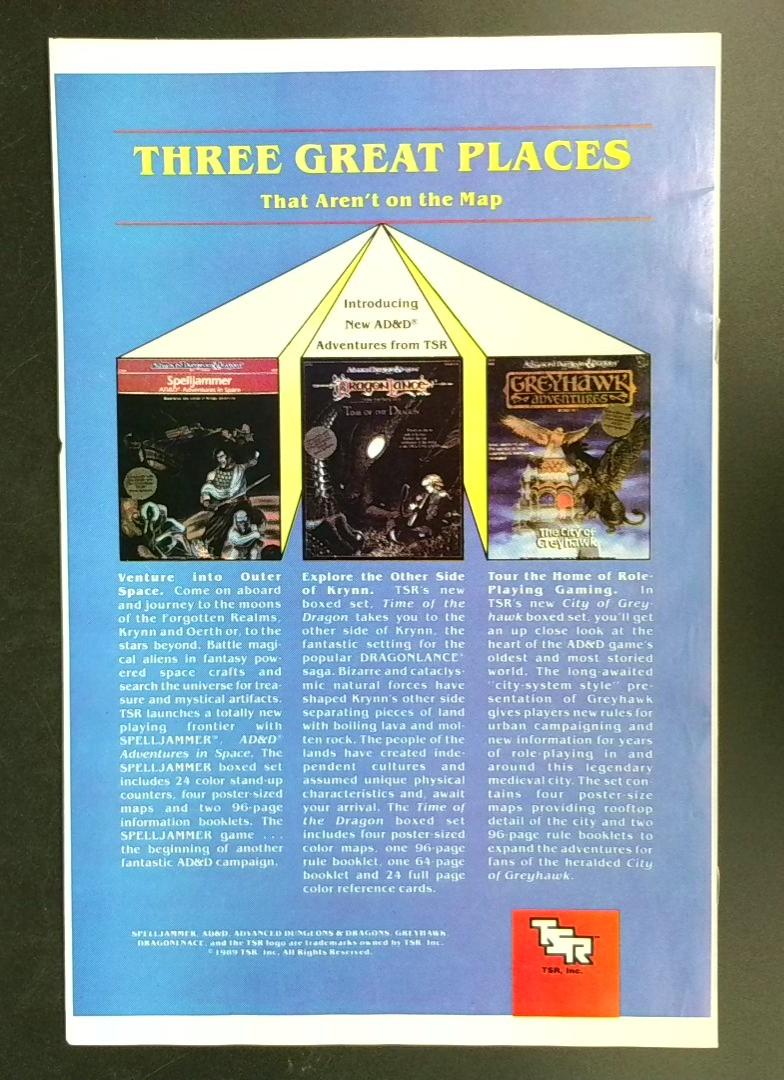 THREE GREAT PLACES
That Aren't on the Map
Introducing
New AD&D®
Adventures from TSR
Advanced Dungeons & Dragons
Spelljammer
AD&D® Adventures in Space
Advanced Dungeons & Dragons
DRAGONLANCE
TIME OF THE DRAGON
Advanced Dungeons & Dragons
GREYHAWK
ADVENTURES
The City of
Greyhawk
Venture into Outer
Space. Come on aboard
and journey to the moons
of the Forgotten Realms,
Krynn and Oerth or, to the
stars beyond. Battle magi-
cal aliens in fantasy pow-
ered space crafts and
search the universe for trea-
sure and mystical artifacts.
TSR launches a totally new
playing frontier with
SPELLJAMMER™, AD&D®
Adventures in Space. The
SPELLJAMMER boxed set
includes 24 color stand-up
counters, four poster-sized
maps and two 96-page
information booklets. The
SPELLJAMMER game . . .
the beginning of another
fantastic AD&D campaign.
Explore the Other Side
of Krynn. TSR's new
boxed set, Time of the
Dragon takes you to the
other side of Krynn, the
fantastic setting for the
popular DRAGONLANCE®
saga. Bizarre and cataclys-
mic natural forces have
shaped Krynn's other side
separating pieces of land
with boiling lava and mol-
ten rock. The people of the
lands have created inde-
pendent cultures and
assumed unique physical
characteristics and, await
your arrival. The Time of
the Dragon boxed set
includes four poster-sized
color maps, one 96-page
rule booklet, one 64-page
booklet and 24 full page
color reference cards.
Tour the Home of Role-
Playing Gaming. In
TSR's new City of Grey-
hawk boxed set, you'll get
an up close look at the
heart of the AD&D game's
oldest and most storied
world. The long-awaited
"city-system style" pre-
sentation of Greyhawk
gives players new rules for
urban campaigning and
new information for years
of role-playing in and
around this legendary
medieval city. The set con-
tains four poster-size
maps providing rooftop
detail of the city and two
96-page rule booklets to
expand the adventures for
fans of the heralded City
of Greyhawk.
SPELLJAMMER, AD&D, ADVANCED DUNGEONS & DRAGONS, GREYHAWK,
DRAGONLNACE, and the TSR logo are trademarks owned by TSR, Inc.
© 1989 TSR, Inc. All Rights Reserved.
TSR
TSR, Inc.